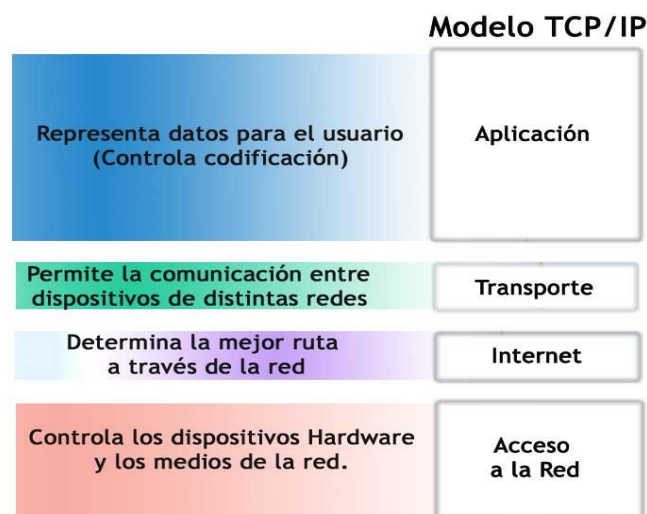 Modelo TCP/IP
Representa datos para el usuario
(Controla codificación)
Aplicación
Permite la comunicación entre
dispositivos de distintas redes
Transporte
Determina la mejor ruta
a través de la red
Internet
Controla los dispositivos Hardware
y los medios de la red.
Acceso
a la Red